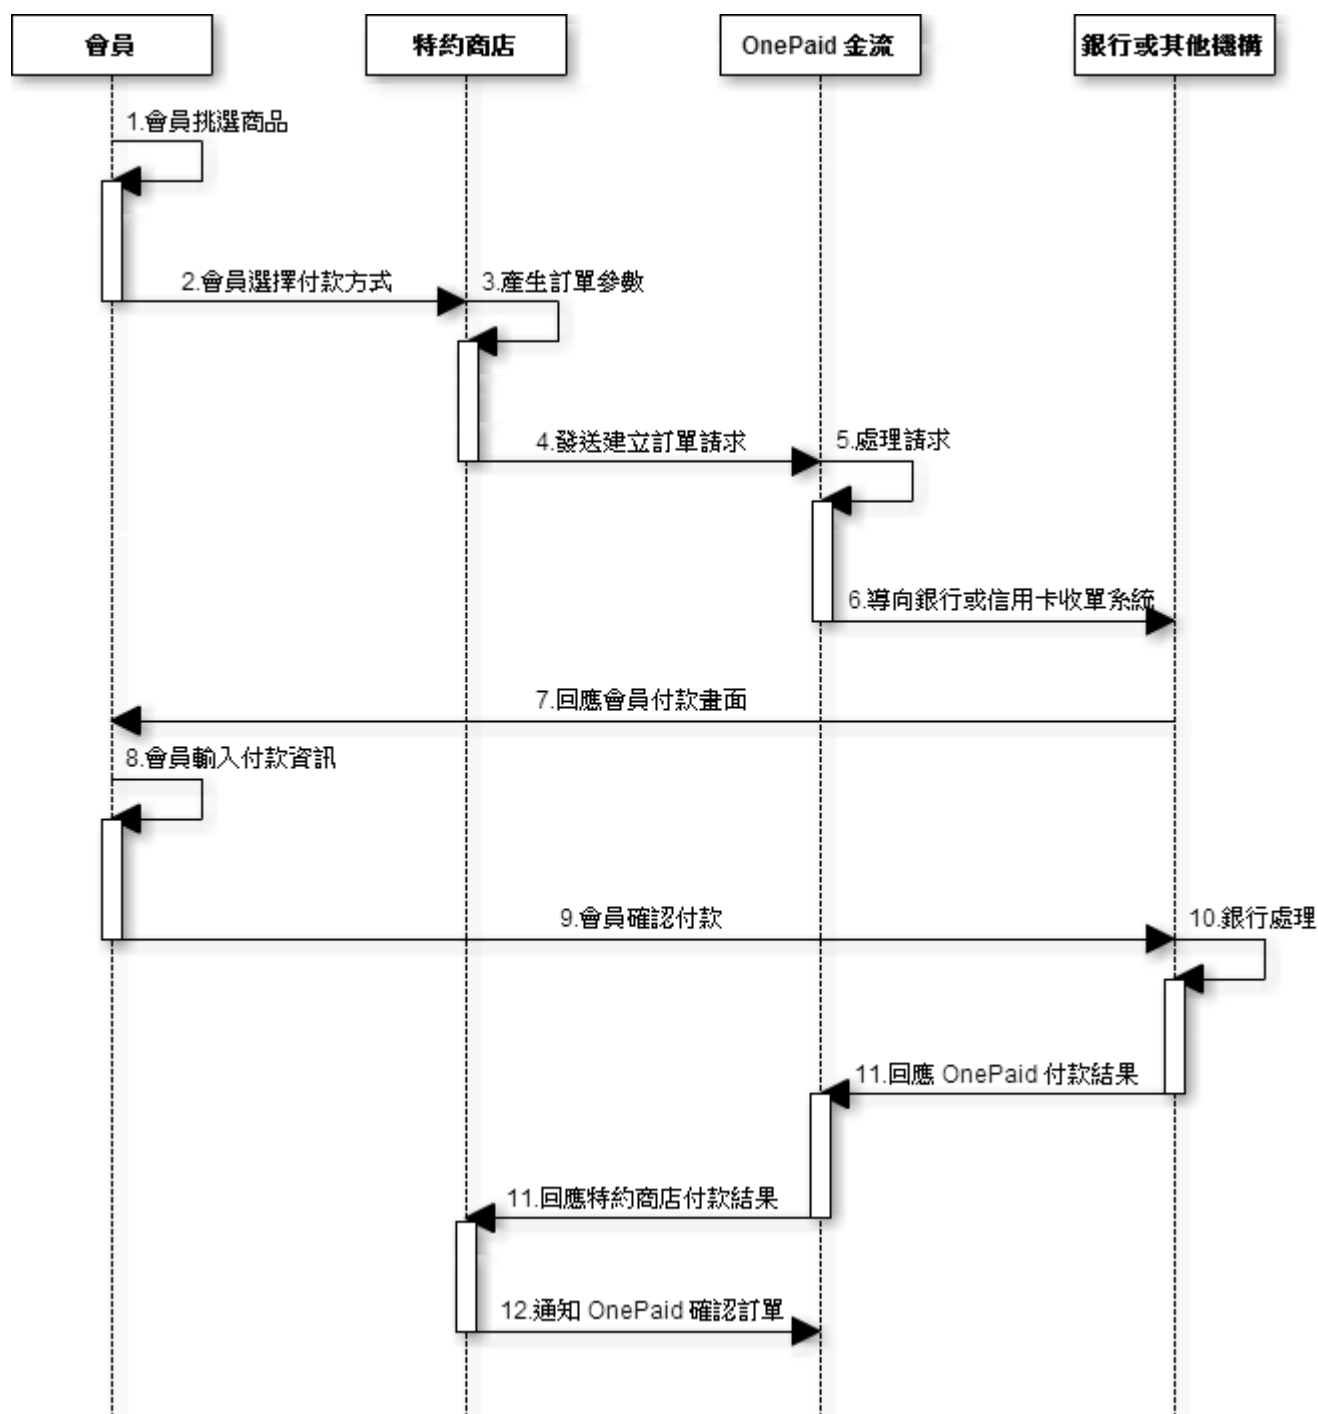 會員
特約商店
OnePaid 金流
銀行或其他機構
1.會員挑選商品
2.會員選擇付款方式
3.產生訂單參數
4.發送建立訂單請求
5.處理請求
6.導向銀行或信用卡收單系統
7.回應會員付款畫面
8.會員輸入付款資訊
9.會員確認付款
10.銀行處理
11.回應 OnePaid 付款結果
11.回應特約商店付款結果
12.通知 OnePaid 確認訂單